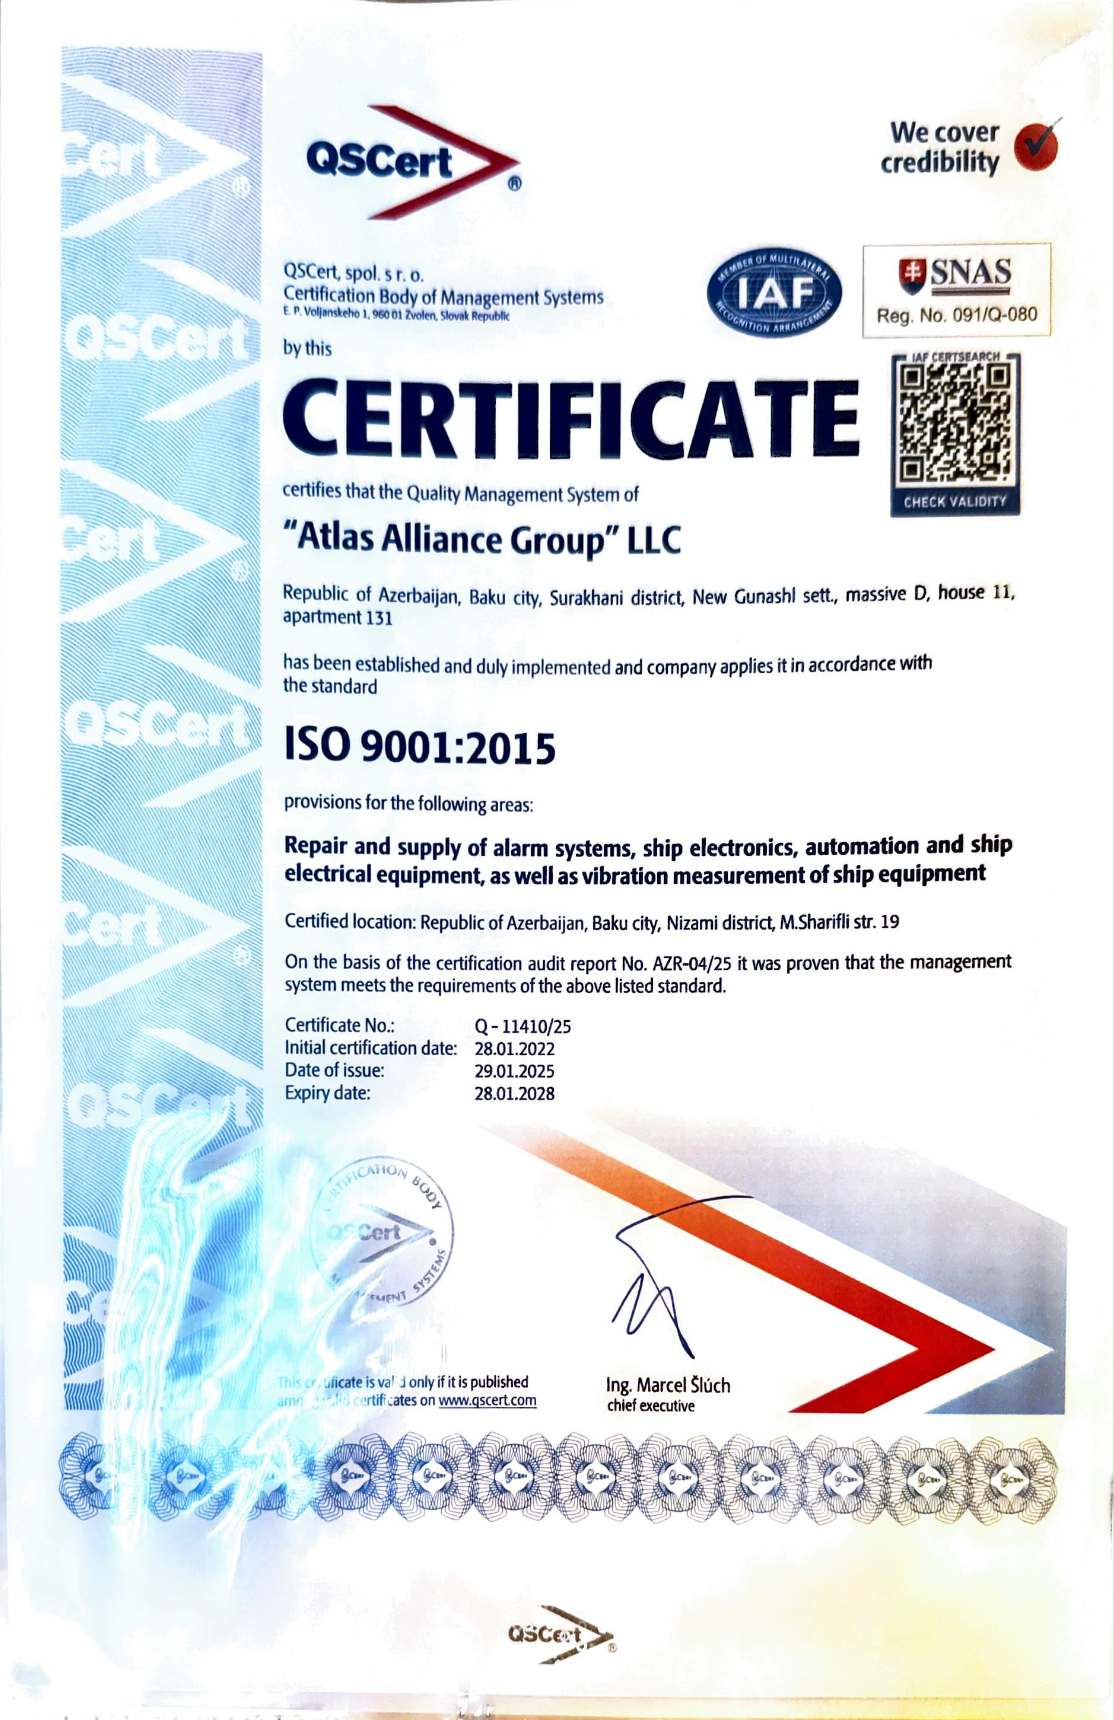 QSCert
®
We cover
credibility
QSCert, spol. s r. o.
Certification Body of Management Systems
E. P. Voljanskeho 1, 960 01 Zvolen, Slovak Republic
MEMBER OF MULTILATERAL
IAF
RECOGNITION ARRANGEMENT
SNAS
Reg. No. 091/Q-080
by this
IAF CERTSEARCH
CERTIFICATE
CHECK VALIDITY
certifies that the Quality Management System of
“Atlas Alliance Group” LLC
Republic of Azerbaijan, Baku city, Surakhani district, New Gunashl sett., massive D, house 11,
apartment 131
has been established and duly implemented and company applies it in accordance with
the standard
ISO 9001:2015
provisions for the following areas:
Repair and supply of alarm systems, ship electronics, automation and ship
electrical equipment, as well as vibration measurement of ship equipment
Certified location: Republic of Azerbaijan, Baku city, Nizami district, M.Sharifli str. 19
On the basis of the certification audit report No. AZR-04/25 it was proven that the management
system meets the requirements of the above listed standard.
Certificate No.: Q - 11410/25
Initial certification date: 28.01.2022
Date of issue: 29.01.2025
Expiry date: 28.01.2028
CERTIFICATION BODY
QSCert
SYSTEMS
This certificate is valid only if it is published
certificates on www.qscert.com
Ing. Marcel Šlúch
chief executive
QSCert
®